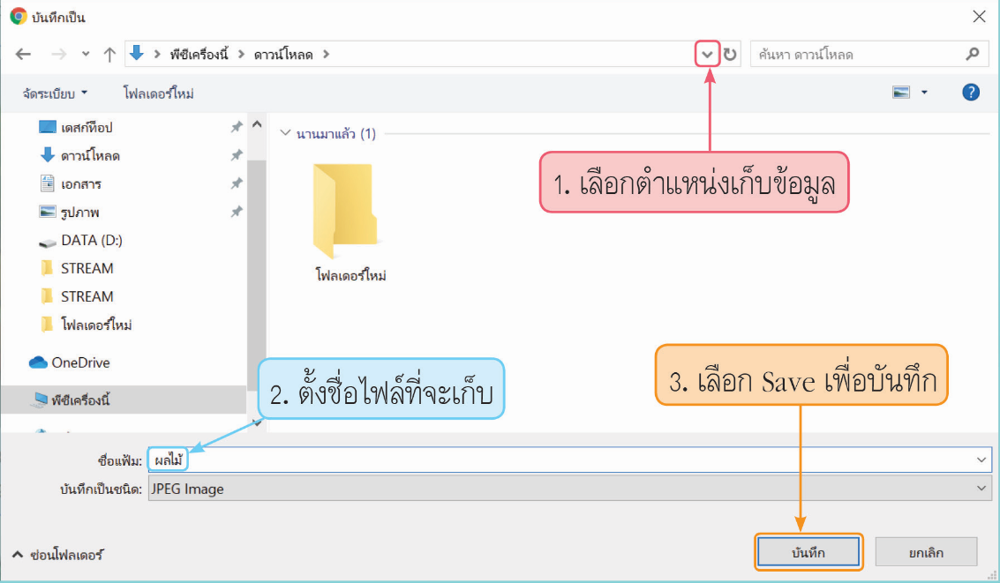 บันทึกเป็น
พีซีเครื่องนี้ > ดาวน์โหลด >
ค้นหา ดาวน์โหลด
จัดระเบียบ
โฟลเดอร์ใหม่
เดสก์ท็อป
ดาวน์โหลด
เอกสาร
รูปภาพ
DATA (D:)
STREAM
STREAM
โฟลเดอร์ใหม่
OneDrive
พีซีเครื่องนี้
นานมาแล้ว (1)
โฟลเดอร์ใหม่
1. เลือกตำแหน่งเก็บข้อมูล
2. ตั้งชื่อไฟล์ที่จะเก็บ
3. เลือก Save เพื่อบันทึก
ชื่อแฟ้ม: ผลไม้
บันทึกเป็นชนิด: JPEG Image
ซ่อนโฟลเดอร์
บันทึก
ยกเลิก